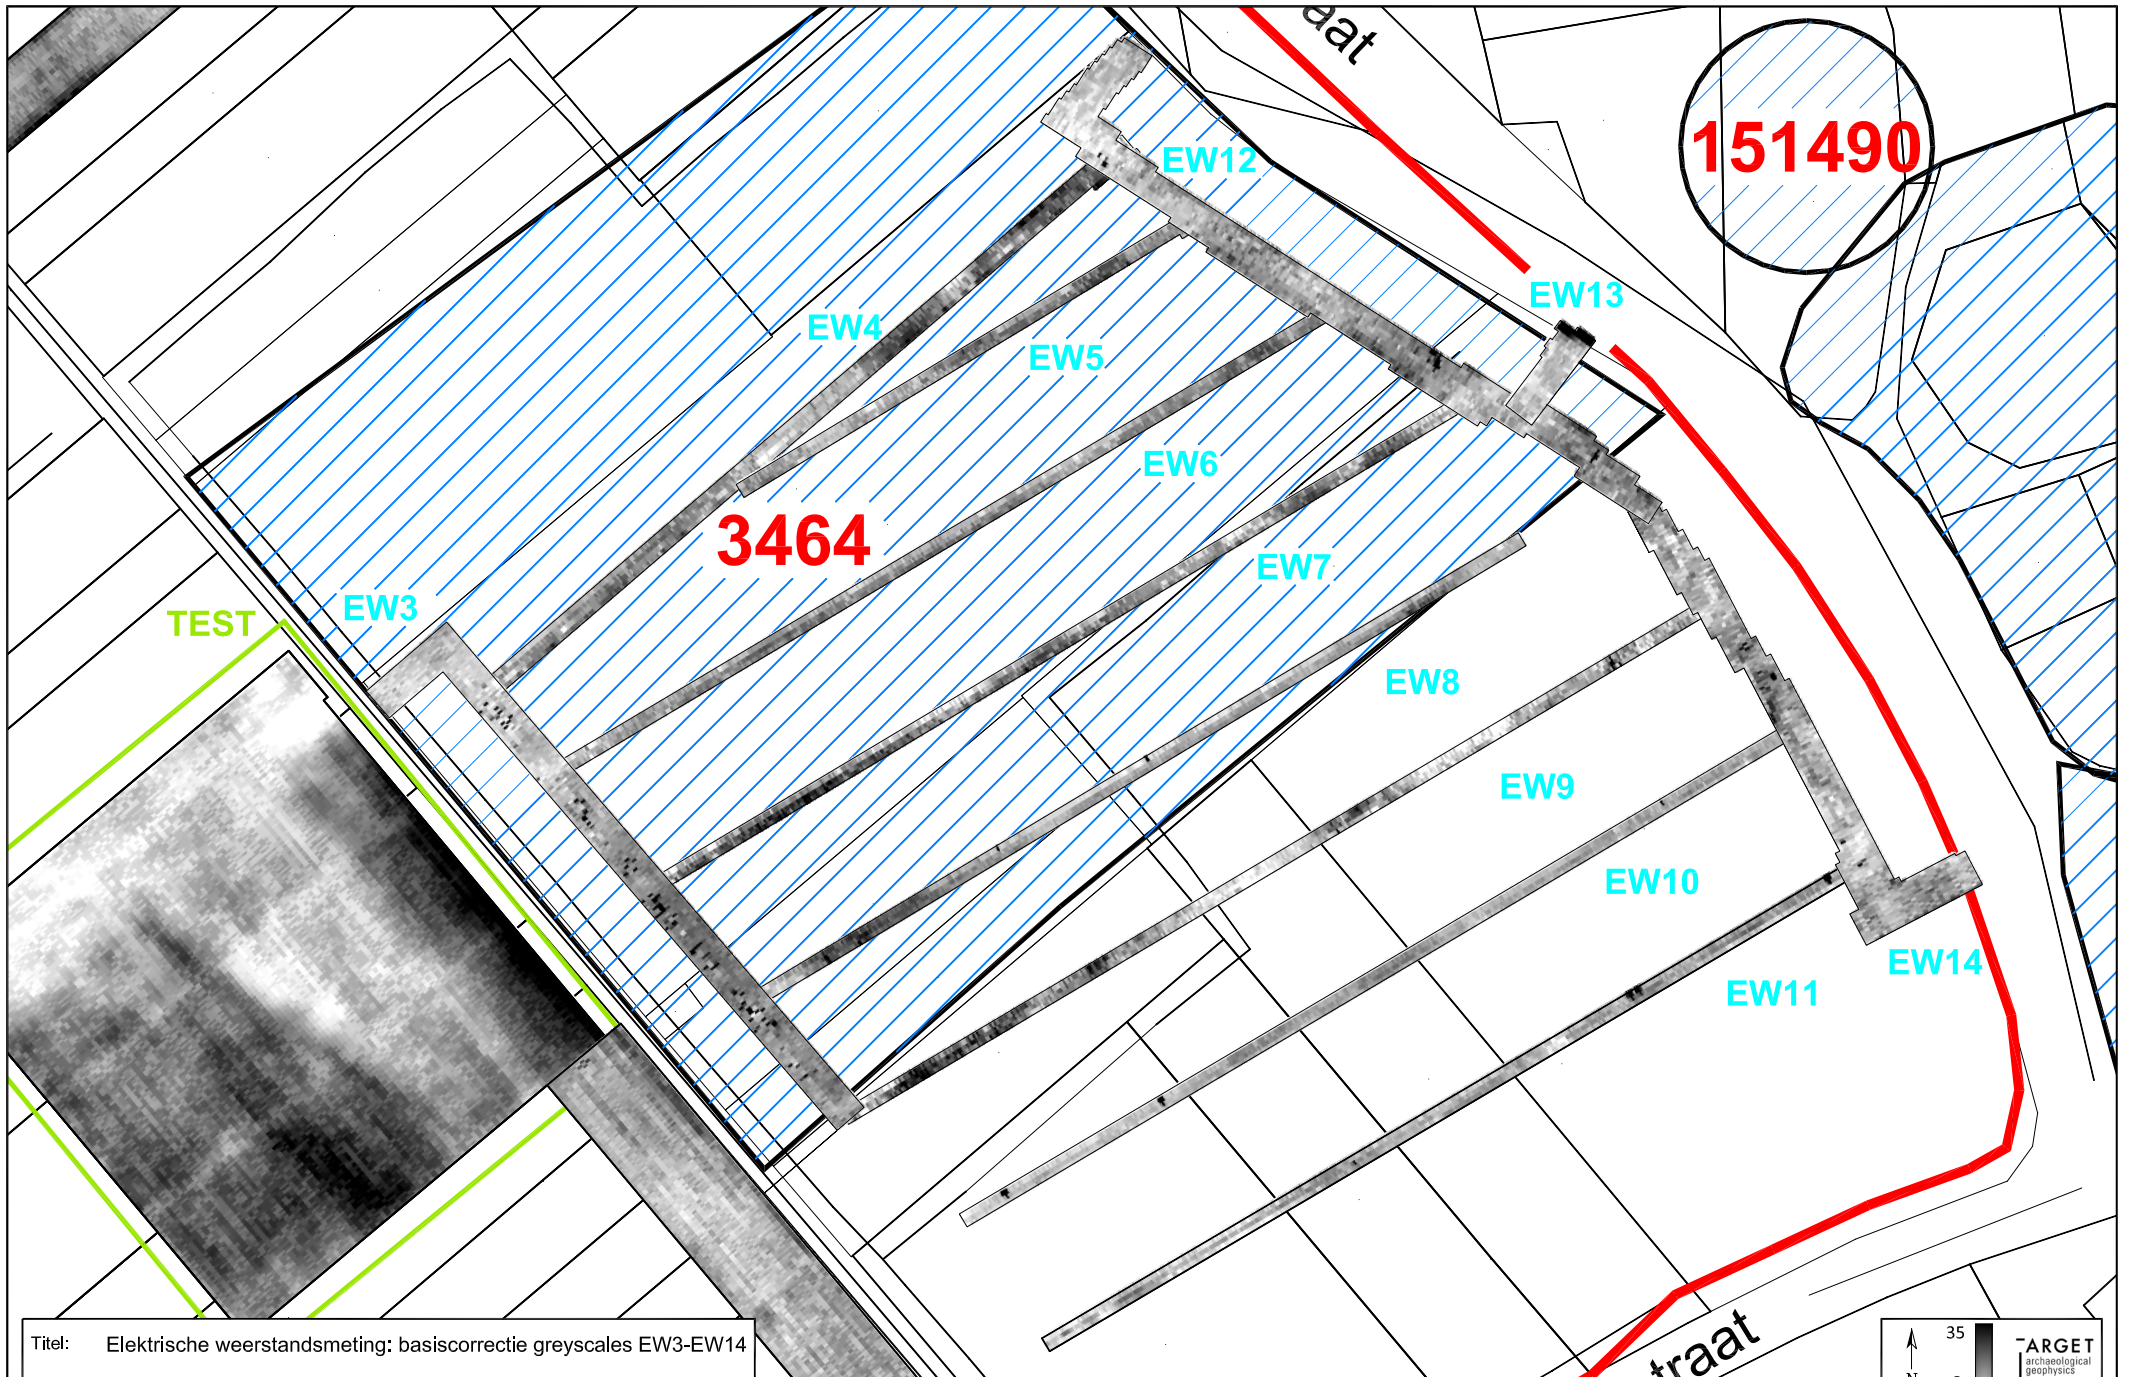 aat
151490
EW12
EW13
EW4
EW5
EW6
3464
EW7
EW3
TEST
EW8
EW9
EW10
EW14
EW11
traat
Titel: Elektrische weerstandsmeting: basiscorrectie greyscales EW3-EW14
35
N
TARGET
archaeological
geophysics